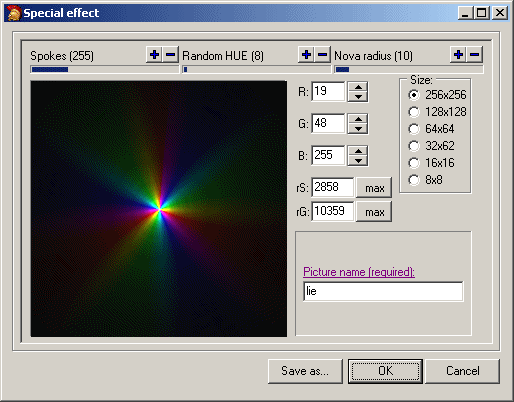 Special effect
Spokes (255) + - Random HUE (8) + - Nova radius (10) + -
R: 19
G: 48
B: 255
rS: 2858 max
rG: 10359 max
Size:
256x256
128x128
64x64
32x62
16x16
8x8
Picture name (required):
lie
Save as... OK Cancel